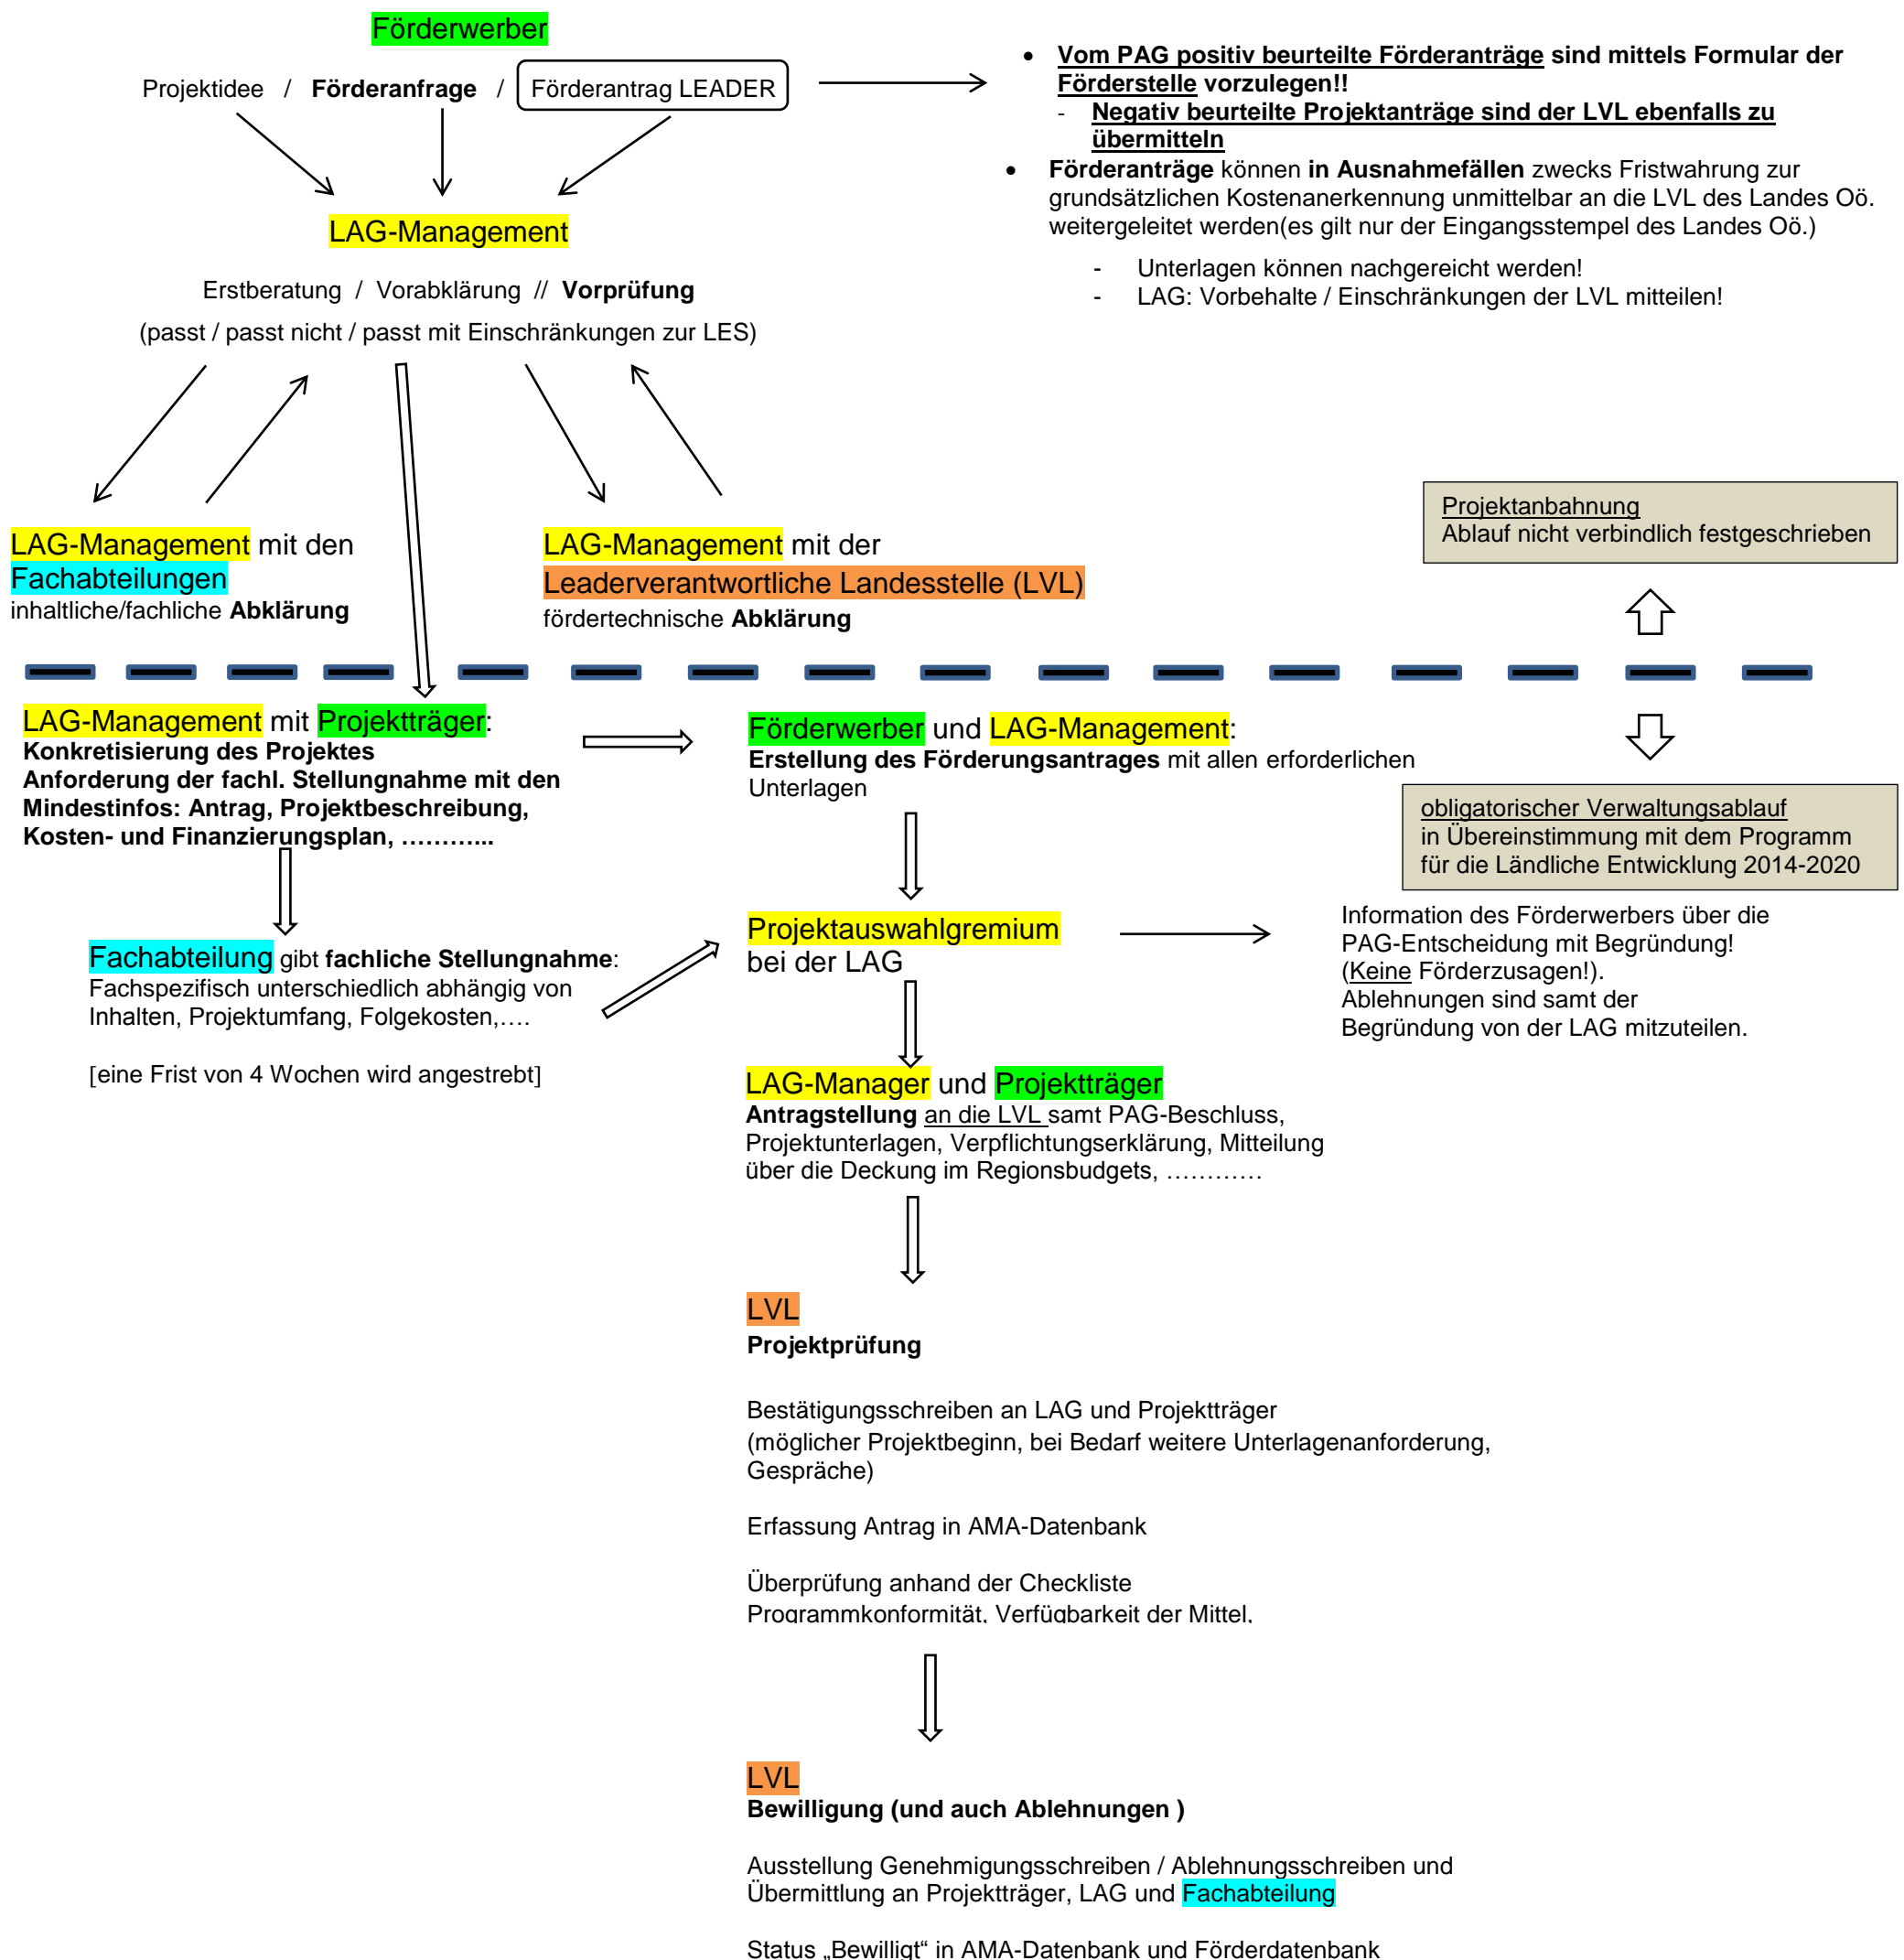 Förderwerber
Projektidee / Förderanfrage / Förderantrag LEADER
• Vom PAG positiv beurteilte Förderanträge sind mittels Formular der
Förderstelle vorzulegen!!
- Negativ beurteilte Projektanträge sind der LVL ebenfalls zu
übermitteln
• Förderanträge können in Ausnahmefällen zwecks Fristwahrung zur
grundsätzlichen Kostenanerkennung unmittelbar an die LVL des Landes Oö.
weitergeleitet werden(es gilt nur der Eingangsstempel des Landes Oö.)
- Unterlagen können nachgereicht werden!
- LAG: Vorbehalte / Einschränkungen der LVL mitteilen!
LAG-Management
Erstberatung / Vorabklärung // Vorprüfung
(passt / passt nicht / passt mit Einschränkungen zur LES)
LAG-Management mit den
Fachabteilungen
inhaltliche/fachliche Abklärung
LAG-Management mit der
Leaderverantwortliche Landesstelle (LVL)
fördertechnische Abklärung
Projektanbahnung
Ablauf nicht verbindlich festgeschrieben
LAG-Management mit Projektträger:
Konkretisierung des Projektes
Anforderung der fachl. Stellungnahme mit den
Mindestinfos: Antrag, Projektbeschreibung,
Kosten- und Finanzierungsplan, ………...
Förderwerber und LAG-Management:
Erstellung des Förderungsantrages mit allen erforderlichen
Unterlagen
obligatorischer Verwaltungsablauf
in Übereinstimmung mit dem Programm
für die Ländliche Entwicklung 2014-2020
Fachabteilung gibt fachliche Stellungnahme:
Fachspezifisch unterschiedlich abhängig von
Inhalten, Projektumfang, Folgekosten,….
[eine Frist von 4 Wochen wird angestrebt]
Projektauswahlgremium
bei der LAG
Information des Förderwerbers über die
PAG-Entscheidung mit Begründung!
(Keine Förderzusagen!).
Ablehnungen sind samt der
Begründung von der LAG mitzuteilen.
LAG-Manager und Projektträger
Antragstellung an die LVL samt PAG-Beschluss,
Projektunterlagen, Verpflichtungserklärung, Mitteilung
über die Deckung im Regionsbudgets, …………
LVL
Projektprüfung
Bestätigungsschreiben an LAG und Projektträger
(möglicher Projektbeginn, bei Bedarf weitere Unterlagenanforderung,
Gespräche)
Erfassung Antrag in AMA-Datenbank
Überprüfung anhand der Checkliste
Programmkonformität, Verfügbarkeit der Mittel,
LVL
Bewilligung (und auch Ablehnungen )
Ausstellung Genehmigungsschreiben / Ablehnungsschreiben und
Übermittlung an Projektträger, LAG und Fachabteilung
Status „Bewilligt“ in AMA-Datenbank und Förderdatenbank